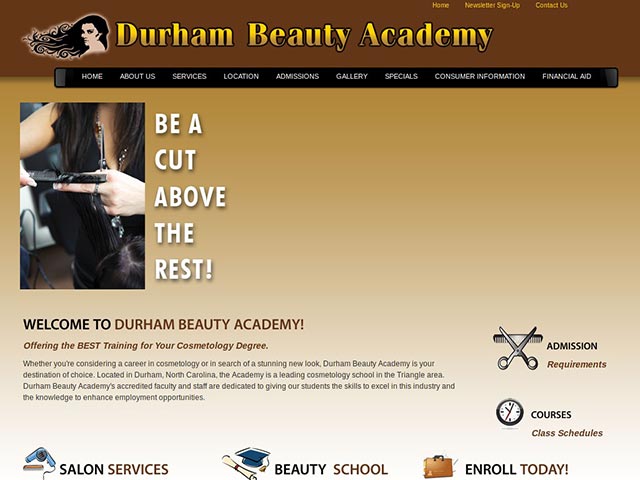 Home Newsletter Sign-Up Contact Us
Durham Beauty Academy
HOME ABOUT US SERVICES LOCATION ADMISSIONS GALLERY SPECIALS CONSUMER INFORMATION FINANCIAL AID
BE A
CUT
ABOVE
THE
REST!
WELCOME TO DURHAM BEAUTY ACADEMY!
Offering the BEST Training for Your Cosmetology Degree.
Whether you're considering a career in cosmetology or in search of a stunning new look, Durham Beauty Academy is your
destination of choice. Located in Durham, North Carolina, the Academy is a leading cosmetology school in the Triangle area.
Durham Beauty Academy's accredited faculty and staff are dedicated to giving our students the skills to excel in this industry and
the knowledge to enhance employment opportunities.
ADMISSION
Requirements
COURSES
Class Schedules
SALON SERVICES
BEAUTY SCHOOL
ENROLL TODAY!